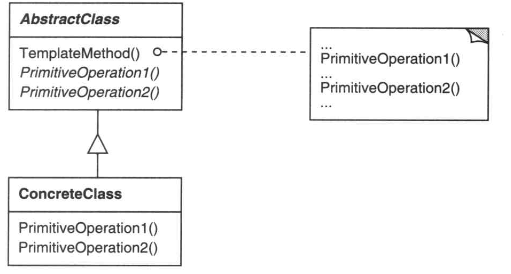 AbstractClass
TemplateMethod()
PrimitiveOperation1()
PrimitiveOperation2()
...
PrimitiveOperation1()
...
PrimitiveOperation2()
...
ConcreteClass
PrimitiveOperation1()
PrimitiveOperation2()